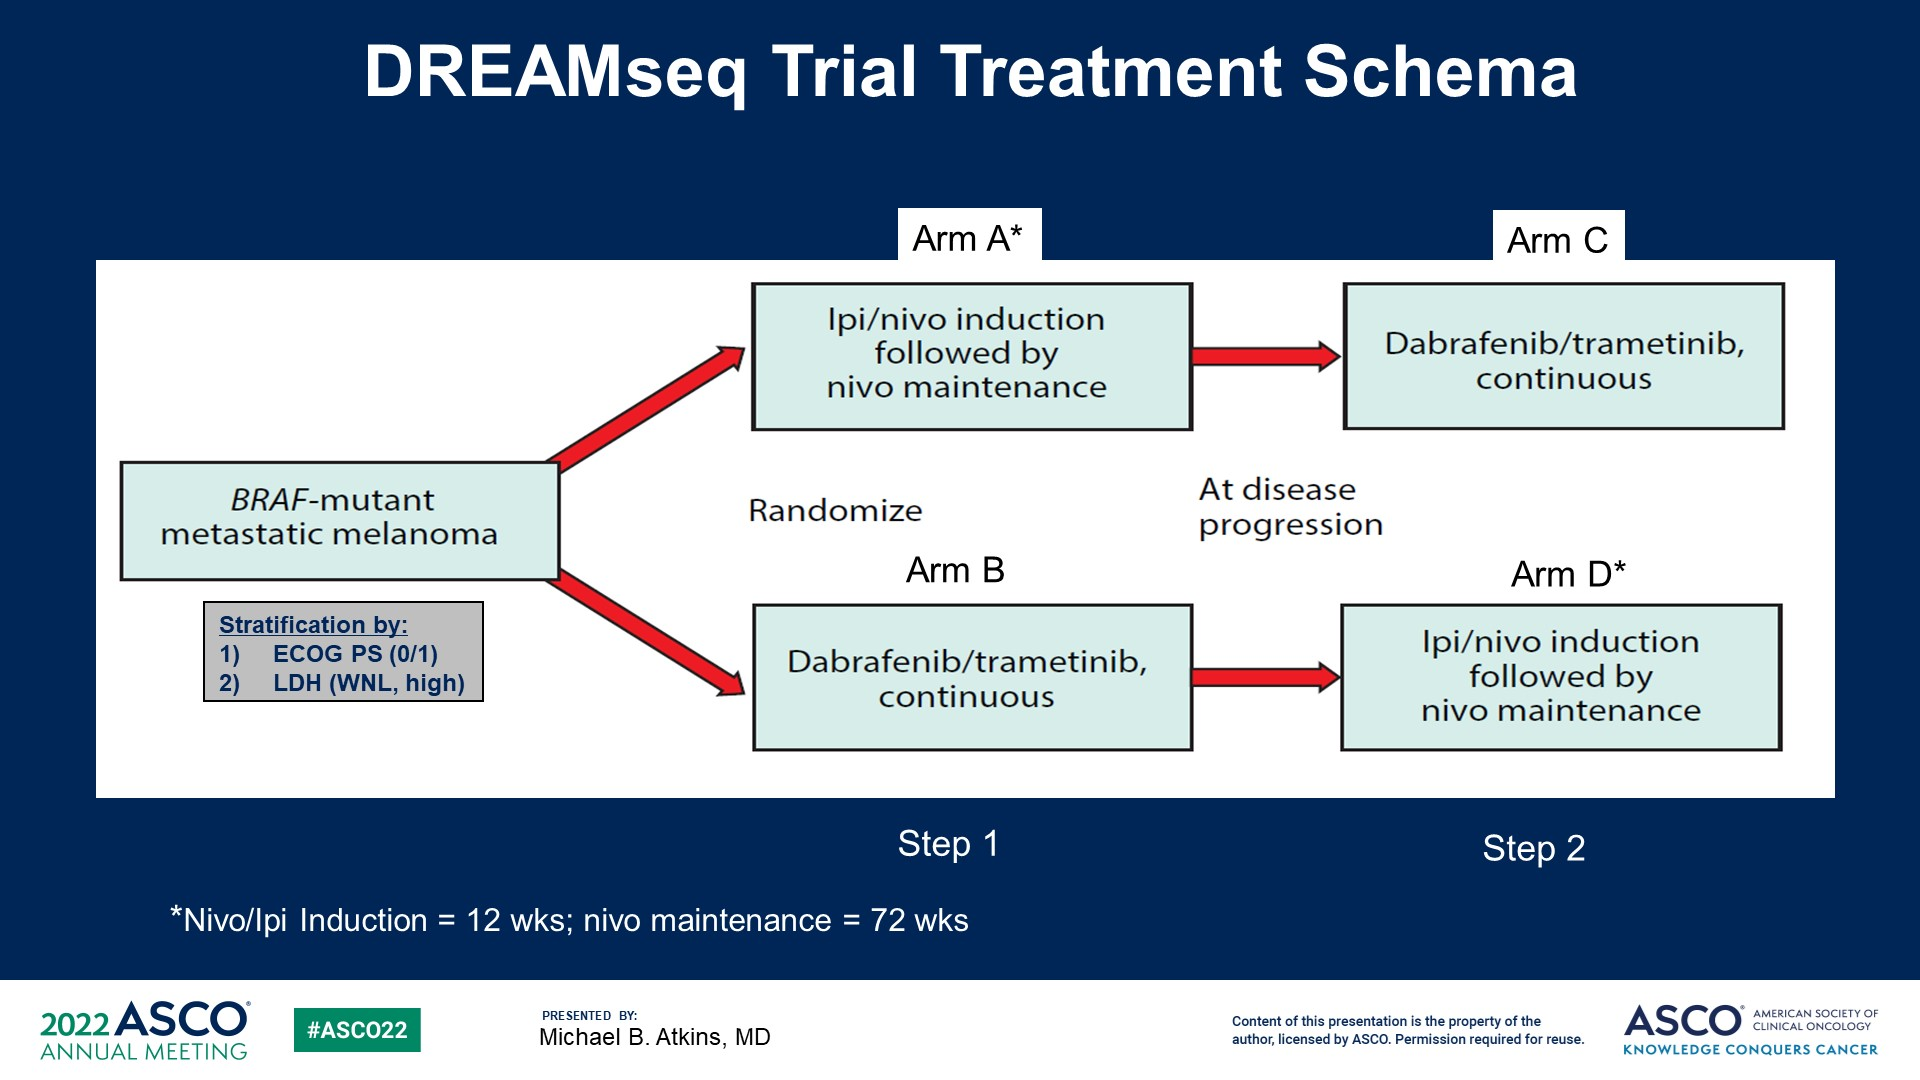 DREAMseq Trial Treatment Schema
Arm A*
Arm C
Ipi/nivo induction
followed by
nivo maintenance
Dabrafenib/trametinib,
continuous
BRAF-mutant
metastatic melanoma
Randomize
At disease
progression
Stratification by:
1) ECOG PS (0/1)
2) LDH (WNL, high)
Arm B
Arm D*
Dabrafenib/trametinib,
continuous
Ipi/nivo induction
followed by
nivo maintenance
Step 1
Step 2
*Nivo/Ipi Induction = 12 wks; nivo maintenance = 72 wks
2022 ASCO®
ANNUAL MEETING
#ASCO22
PRESENTED BY:
Michael B. Atkins, MD
Content of this presentation is the property of the
author, licensed by ASCO. Permission required for reuse.
ASCO®
AMERICAN SOCIETY OF
CLINICAL ONCOLOGY
KNOWLEDGE CONQUERS CANCER